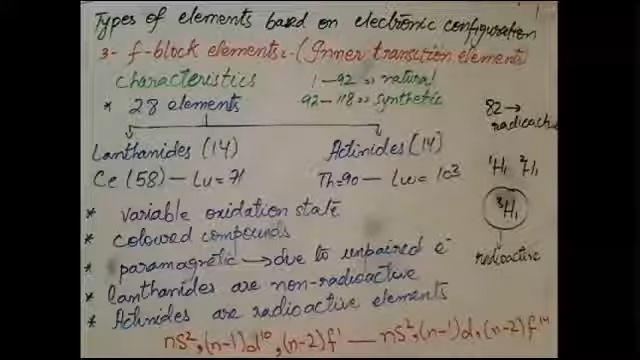 Types of elements based on electronic configuration
3- f-block elements:- (Inner transition elements)
Characteristics 1-92 => natural
* 28 elements 92-118 => synthetic
82 →
radioacti
Lanthanides (14) Actinides (14)
Ce (58) - Lu = 71 Th=90 - Lw = 103
¹H₁ ²H₁
³H₁
radioactive
* variable oxidation state
* coloured compounds
* paramagnetic → due to unpaired e⁻
* Lanthanides are non-radioactive
* Actinides are radioactive elements
ns², (n-1)d¹⁰, (n-2)f¹ — ns², (n-1)d, (n-2)f¹⁴